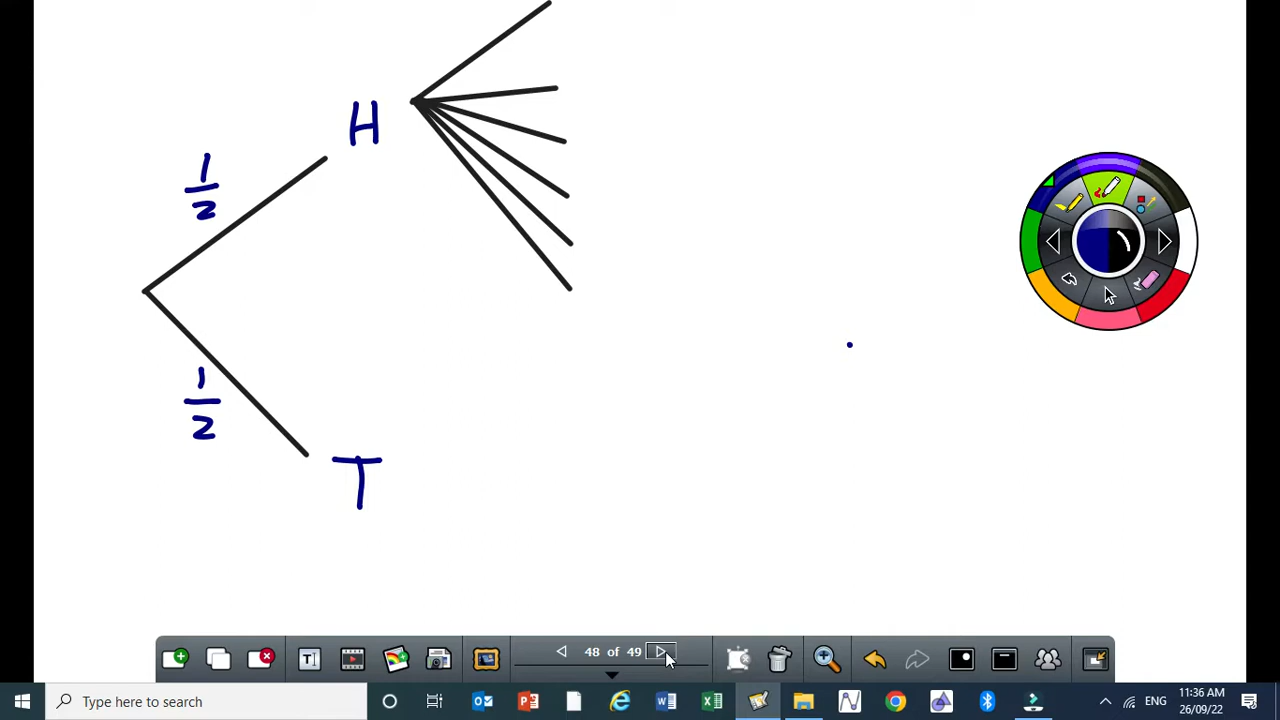 H
1
2
1
2
T
48 of 49
Type here to search
ENG
11:36 AM
26/09/22